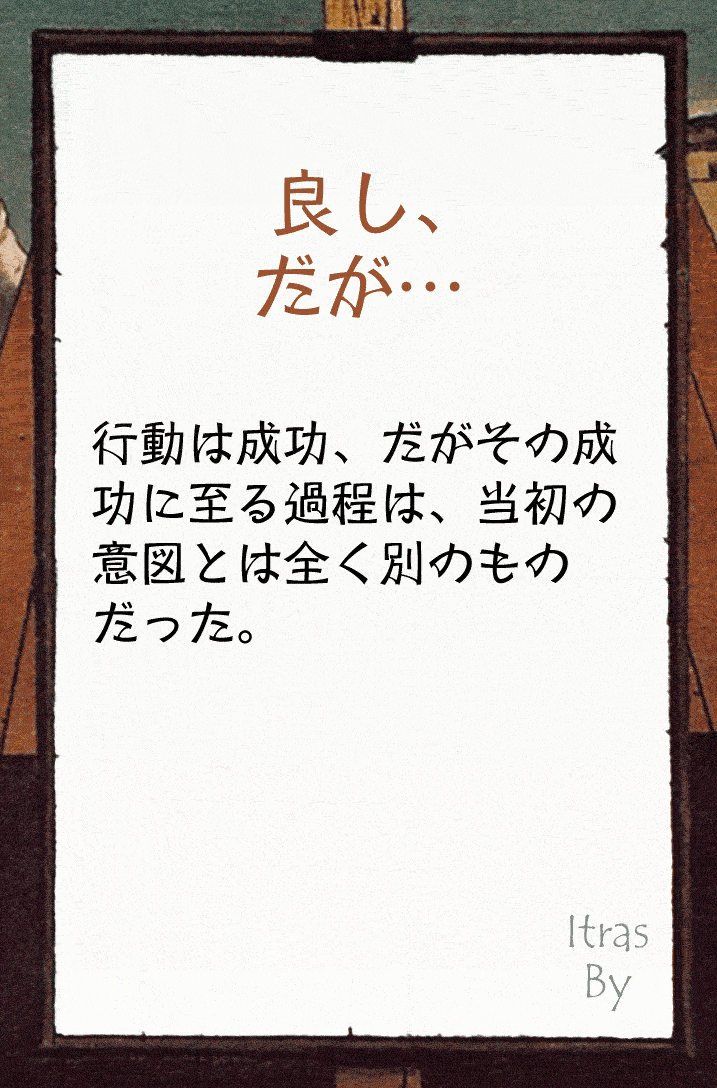 良し、
だが…
行動は成功、だがその成
功に至る過程は、当初の
意図とは全く別のもの
だった。
Itras
By